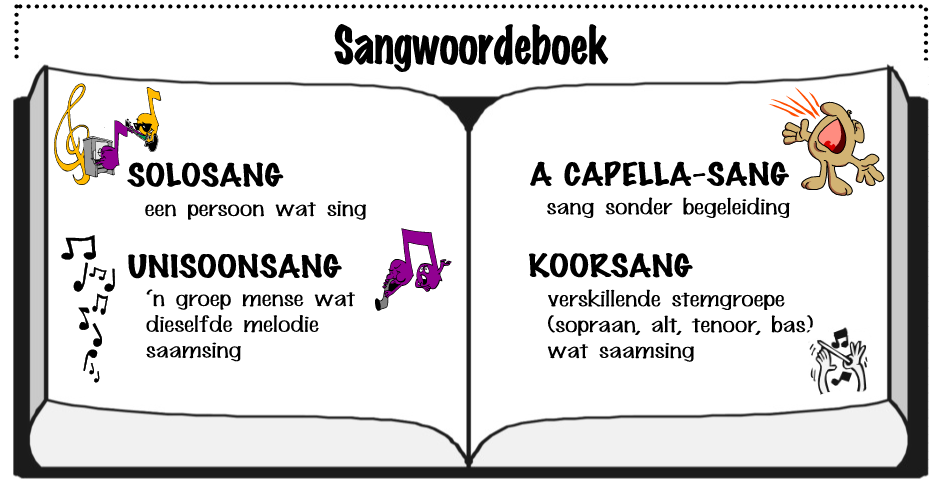 Sangwoordeboek
SOLOSANG
een persoon wat sing
UNISOONSANG
'n groep mense wat
dieselfde melodie
saamsing
A CAPELLA-SANG
sang sonder begeleiding
KOORSANG
verskillende stemgroepe
(sopraan, alt, tenoor, bas)
wat saamsing